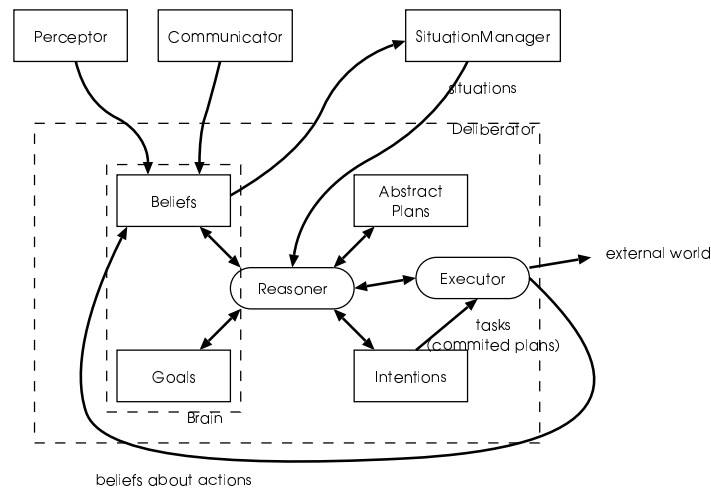 Perceptor
Communicator
SituationManager
situations
Deliberator
Beliefs
Abstract
Plans
external world
Reasoner
Executor
tasks
(commited plans)
Goals
Intentions
Brain
beliefs about actions